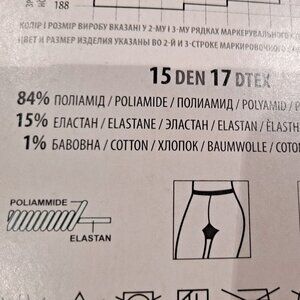 188
КОЛІР І РОЗМІР ВИРОБУ ВКАЗАНІ У 2-МУ І 3-МУ РЯДКАХ МАРКЕРУВАЛЬНОГО
ЦВЕТ И РАЗМЕР ИЗДЕЛИЯ УКАЗАНЫ ВО 2-Й И 3-СТРОКЕ МАРКИРОВОЧНОГО
15 DEN 17 DTEX
84% ПОЛІАМІД / POLIAMIDE / ПОЛИАМИД / POLYAMID /
15% ЕЛАСТАН / ELASTANE / ЭЛАСТАН / ELASTAN /
1% БАВОВНА / COTTON / ХЛОПОК / BAUMWOLLE /
POLIAMMIDE
ELASTAN